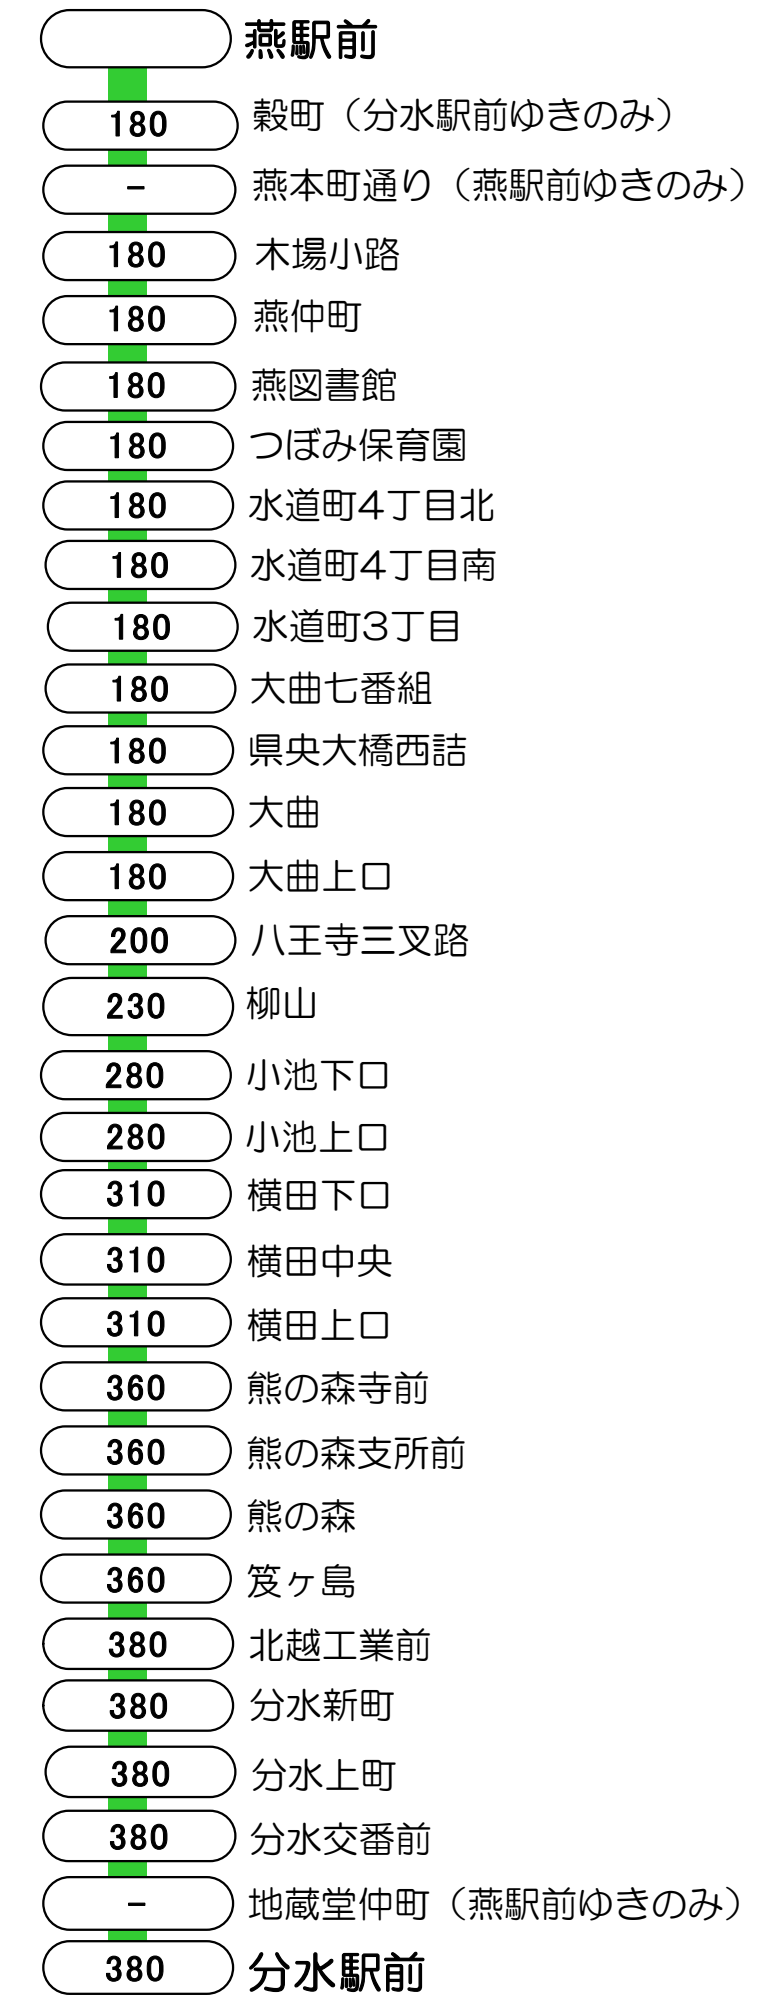 燕駅前
180 穀町（分水駅前ゆきのみ）
- 燕本町通り（燕駅前ゆきのみ）
180 木場小路
180 燕仲町
180 燕図書館
180 つぼみ保育園
180 水道町4丁目北
180 水道町4丁目南
180 水道町3丁目
180 大曲七番組
180 県央大橋西詰
180 大曲
180 大曲上口
200 八王寺三叉路
230 柳山
280 小池下口
280 小池上口
310 横田下口
310 横田中央
310 横田上口
360 熊の森寺前
360 熊の森支所前
360 熊の森
360 笈ヶ島
380 北越工業前
380 分水新町
380 分水上町
380 分水交番前
- 地蔵堂仲町（燕駅前ゆきのみ）
380 分水駅前